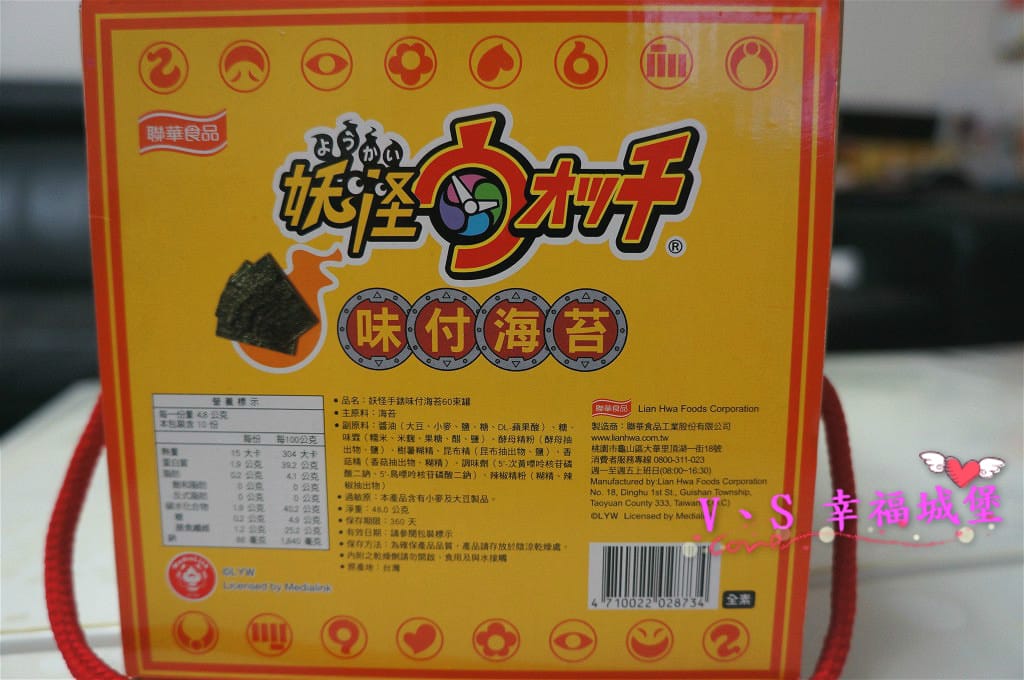 聯華食品
ようかい
妖怪ウォッチ
®
味付海苔
營養標示
每一份量 4.8 公克
本包裝含 10 份
每份 每100公克
熱量 15 大卡 304 大卡
蛋白質 1.9 公克 39.2 公克
脂肪 0.2 公克 4.1 公克
飽和脂肪 0 公克 0 公克
反式脂肪 0 公克 0 公克
碳水化合物 1.9 公克 40.2 公克
糖 0.2 公克 4.9 公克
膳食纖維 1.2 公克 25.2 公克
鈉 88 毫克 1,840 毫克
©LYW
Licensed by Medialink
•品名:妖怪手錶味付海苔60束罐
•主原料:海苔
•副原料:醬油(大豆、小麥、鹽、糖、DL-蘋果酸)、糖、
味霖(糯米、米麴、果糖、醋、鹽)、酵母精粉(酵母抽
出物、鹽)、樹薯糊精、昆布精(昆布抽出物、鹽)、香
菇精(香菇抽出物、糊精)、調味劑(5'-次黃嘌呤核苷磷
酸二鈉、5'-鳥嘌呤核苷磷酸二鈉)、辣椒精粉(糊精、辣
椒抽出物)
•過敏原:本產品含有小麥及大豆製品。
•淨重:48.0 公克
•保存期限:360 天
•有效日期:請參閱包裝標示
•保存方法:為確保產品品質,產品請存放於陰涼乾燥處。
•內附之乾燥劑請勿開啟、食用及與水接觸
•原產地:台灣
聯華食品 Lian Hwa Foods Corporation
製造商:聯華食品工業股份有限公司
www.lianhwa.com.tw
桃園市龜山區大華里頂湖一街18號
消費者服務專線 0800-311-023
週一至週五上班日(08:00~16:30)
Manufactured by Lian Hwa Foods Corporation
No. 18, Dinghu 1st St., Guishan Township,
Taoyuan County 333, Taiwan
©LYW Licensed by
V、S 幸福城堡
Love
4 710022 028734
全素